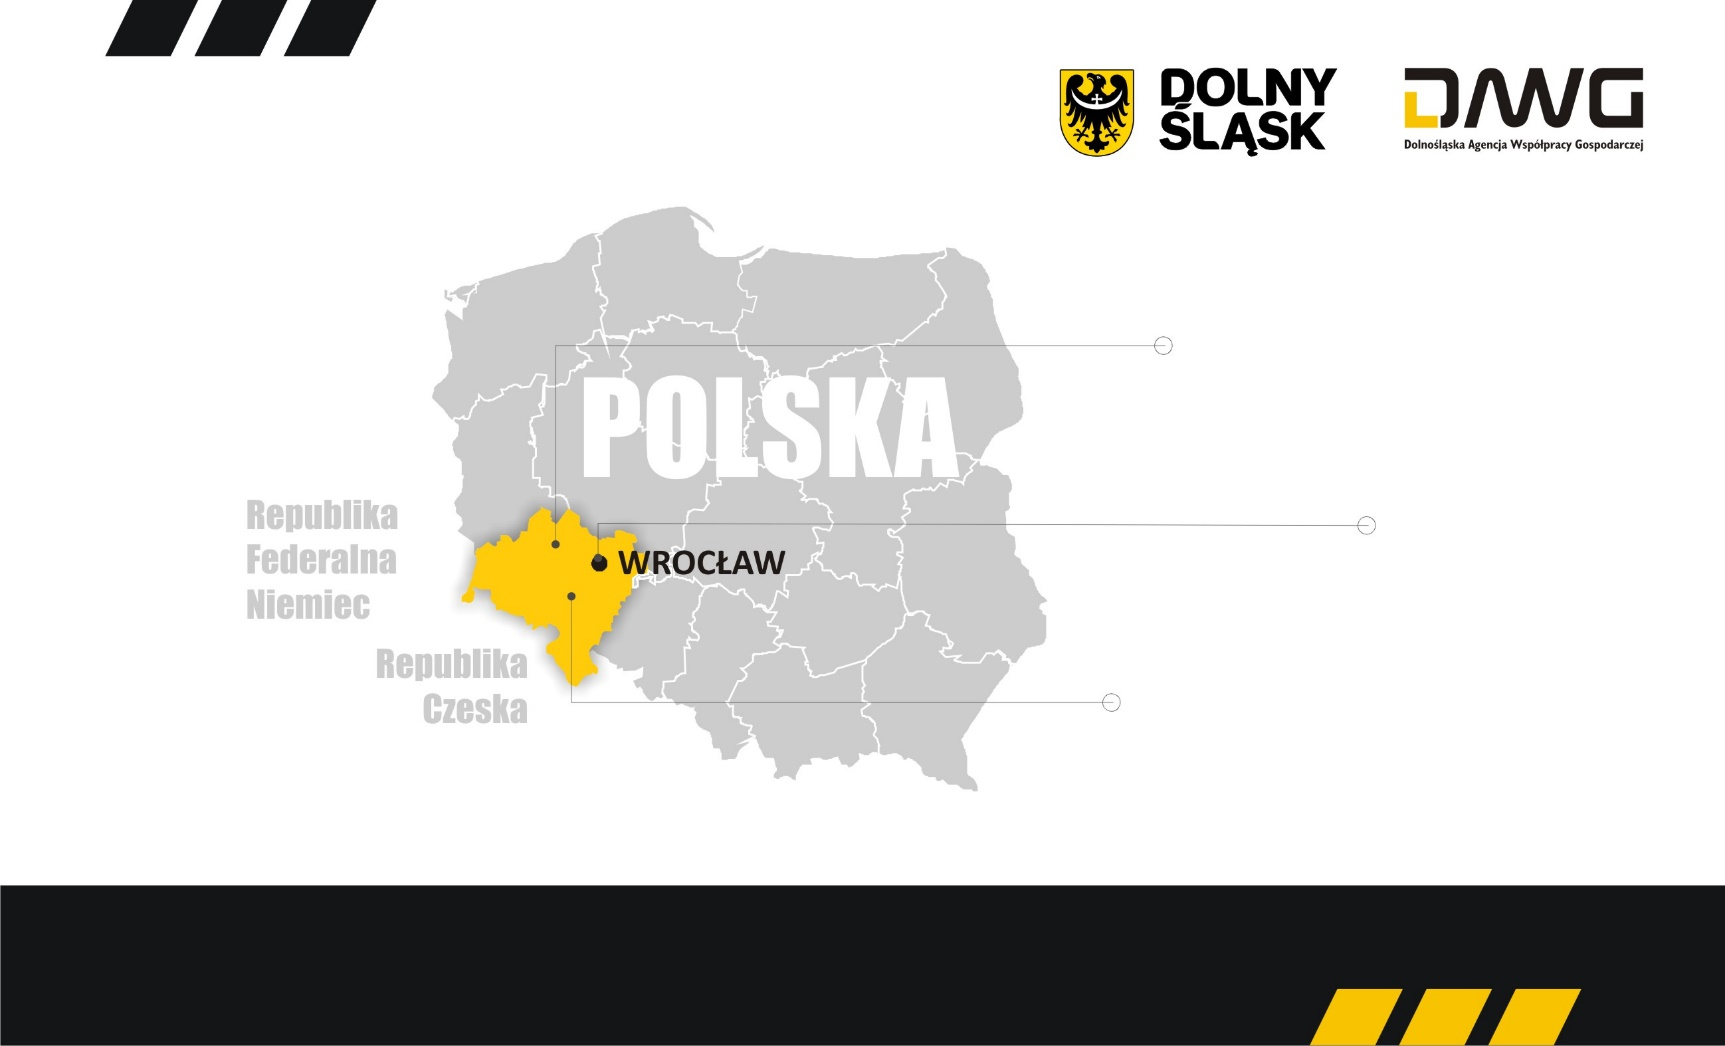 DOLNY
ŚLĄSK
DAWG
Dolnośląska Agencja Współpracy Gospodarczej
POLSKA
Republika
Federalna
Niemiec
WROCŁAW
Republika
Czeska